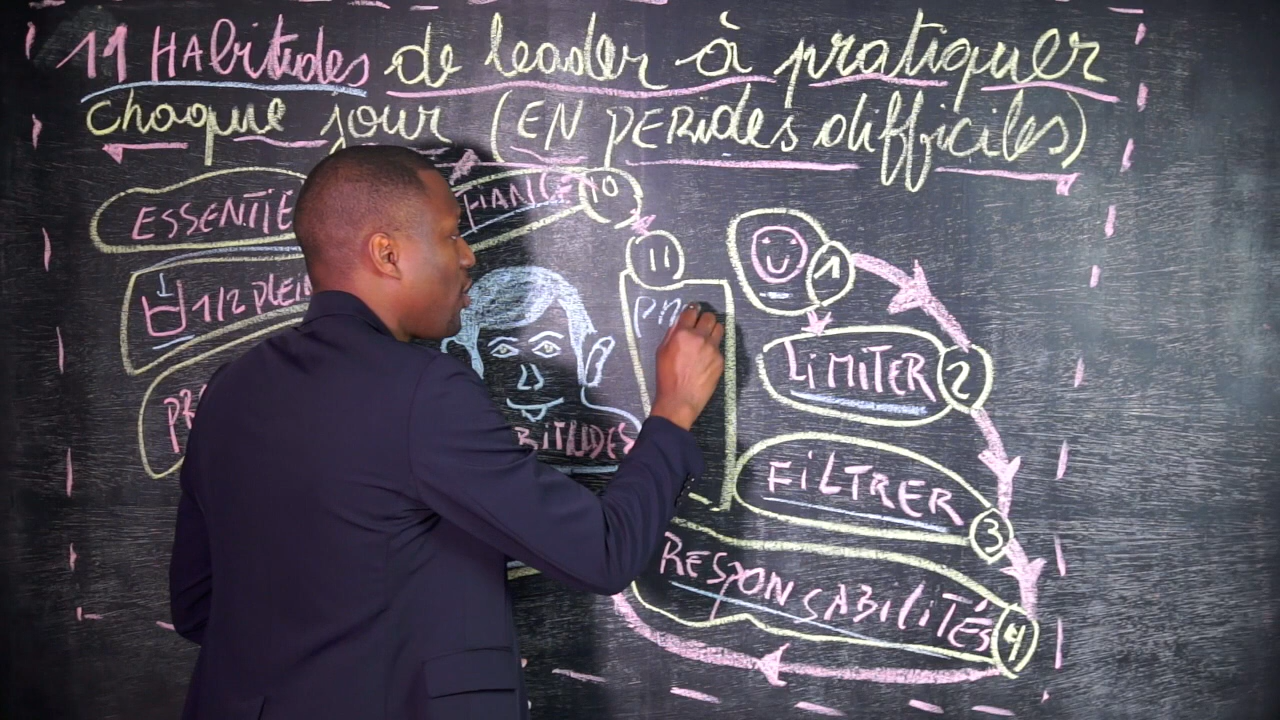 11 HAbitudes de leader à pratiquer
chaque jour (EN PERIdes difficiles)
ESSENTIE
FIANCE 10
11
1
1/2 PLEIN
LiMiTER 2
FiLTRER 3
BiTUDES
RESPONSABiLiTÉS 4